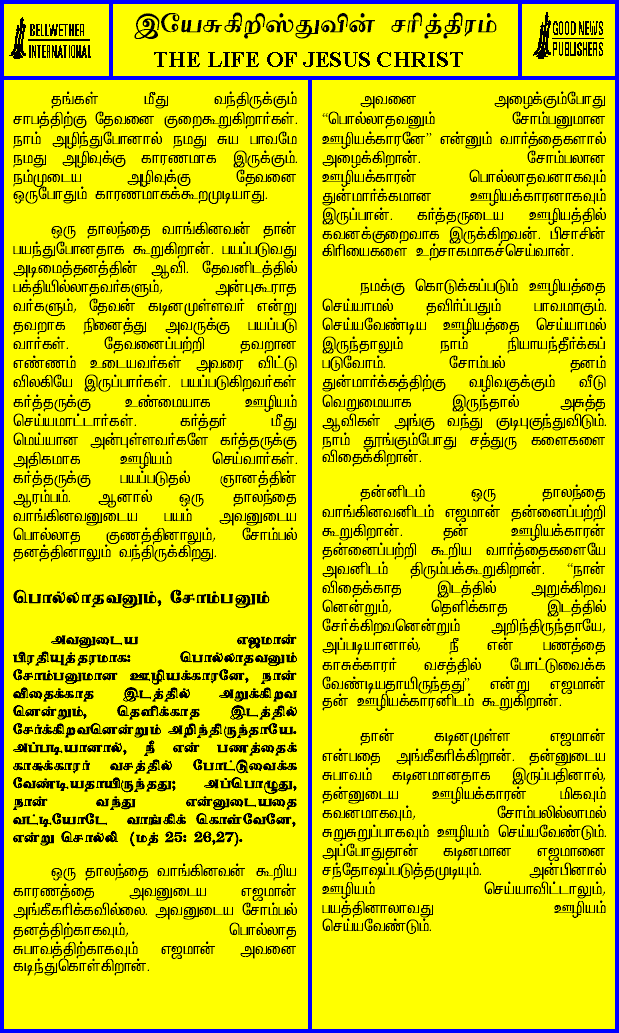 BELLWETHER
INTERNATIONAL
இயேசுகிறிஸ்துவின் சரித்திரம்
THE LIFE OF JESUS CHRIST
GOOD NEWS
PUBLISHERS
தங்கள் மீது வந்திருக்கும்
சாபத்திற்கு தேவனை குறைகூறுகிறார்கள்.
நாம் அழிந்துபோனால் நமது சுய பாவமே
நமது அழிவுக்கு காரணமாக இருக்கும்.
நம்முடைய அழிவுக்கு தேவனை
ஒருபோதும் காரணமாகக்கூறமுடியாது.
ஒரு தாலந்தை வாங்கினவன் தான்
பயந்துபோனதாக கூறுகிறான். பயப்படுவது
அடிமைத்தனத்தின் ஆவி. தேவனிடத்தில்
பக்தியில்லாதவர்களும், அன்புகூராத
வர்களும், தேவன் கடினமுள்ளவர் என்று
தவறாக நினைத்து அவருக்கு பயப்படு
வார்கள். தேவனைப்பற்றி தவறான
எண்ணம் உடையவர்கள் அவரை விட்டு
விலகியே இருப்பார்கள். பயப்படுகிறவர்கள்
கர்த்தருக்கு உண்மையாக ஊழியம்
செய்யமாட்டார்கள். கர்த்தர் மீது
மெய்யான அன்புள்ளவர்களே கர்த்தருக்கு
அதிகமாக ஊழியம் செய்வார்கள்.
கர்த்தருக்கு பயப்படுதல் ஞானத்தின்
ஆரம்பம். ஆனால் ஒரு தாலந்தை
வாங்கினவனுடைய பயம் அவனுடைய
பொல்லாத குணத்தினாலும், சோம்பல்
தனத்தினாலும் வந்திருக்கிறது.
பொல்லாதவனும், சோம்பனும்
அவனுடைய எஜமான்
பிரதியுத்தரமாக: பொல்லாதவனும்
சோம்பனுமான ஊழியக்காரனே, நான்
விதைக்காத இடத்தில் அறுக்கிறவ
னென்றும், தெளிக்காத இடத்தில்
சேர்க்கிறவனென்றும் அறிந்திருந்தாயே.
அப்படியானால், நீ என் பணத்தைக்
காசுக்காரர் வசத்தில் போட்டுவைக்க
வேண்டியதாயிருந்தது; அப்பொழுது,
நான் வந்து என்னுடையதை
வட்டியோடே வாங்கிக் கொள்வேனே,
என்று சொல்லி (மத் 25: 26,27).
ஒரு தாலந்தை வாங்கினவன் கூறிய
காரணத்தை அவனுடைய எஜமான்
அங்கீகரிக்கவில்லை. அவனுடைய சோம்பல்
தனத்திற்காகவும், பொல்லாத
சுபாவத்திற்காகவும் எஜமான் அவனை
கடிந்துகொள்கிறான்.
அவனை அழைக்கும்போது
“பொல்லாதவனும் சோம்பனுமான
ஊழியக்காரனே” என்னும் வார்த்தைகளால்
அழைக்கிறான். சோம்பலான
ஊழியக்காரன் பொல்லாதவனாகவும்
துன்மார்க்கமான ஊழியக்காரனாகவும்
இருப்பான். கர்த்தருடைய ஊழியத்தில்
கவனக்குறைவாக இருக்கிறவன். பிசாசின்
கிரியைகளை உற்சாகமாகச்செய்வான்.
நமக்கு கொடுக்கப்படும் ஊழியத்தை
செய்யாமல் தவிர்ப்பதும் பாவமாகும்.
செய்யவேண்டிய ஊழியத்தை செய்யாமல்
இருந்தாலும் நாம் நியாயந்தீர்க்கப்
படுவோம். சோம்பல் தனம்
துன்மார்க்கத்திற்கு வழிவகுக்கும் வீடு
வெறுமையாக இருந்தால் அசுத்த
ஆவிகள் அங்கு வந்து குடிபுகுந்துவிடும்.
நாம் தூங்கும்போது சத்துரு களைகளை
விதைக்கிறான்.
தன்னிடம் ஒரு தாலந்தை
வாங்கினவனிடம் எஜமான் தன்னைப்பற்றி
கூறுகிறான். தன் ஊழியக்காரன்
தன்னைப்பற்றி கூறிய வார்த்தைகளையே
அவனிடம் திரும்பக்கூறுகிறான். “நான்
விதைக்காத இடத்தில் அறுக்கிறவ
னென்றும், தெளிக்காத இடத்தில்
சேர்க்கிறவனென்றும் அறிந்திருந்தாயே,
அப்படியானால், நீ என் பணத்தை
காசுக்காரர் வசத்தில் போட்டுவைக்க
வேண்டியதாயிருந்தது” என்று எஜமான்
தன் ஊழியக்காரனிடம் கூறுகிறான்.
தான் கடினமுள்ள எஜமான்
என்பதை அங்கீகரிக்கிறான். தன்னுடைய
சுபாவம் கடினமானதாக இருப்பதினால்,
தன்னுடைய ஊழியக்காரன் மிகவும்
கவனமாகவும், சோம்பலில்லாமல்
சுறுசுறுப்பாகவும் ஊழியம் செய்யவேண்டும்.
அப்போதுதான் கடினமான எஜமானை
சந்தோஷப்படுத்தமுடியும். அன்பினால்
ஊழியம் செய்யாவிட்டாலும்,
பயத்தினாலாவது ஊழியம்
செய்யவேண்டும்.